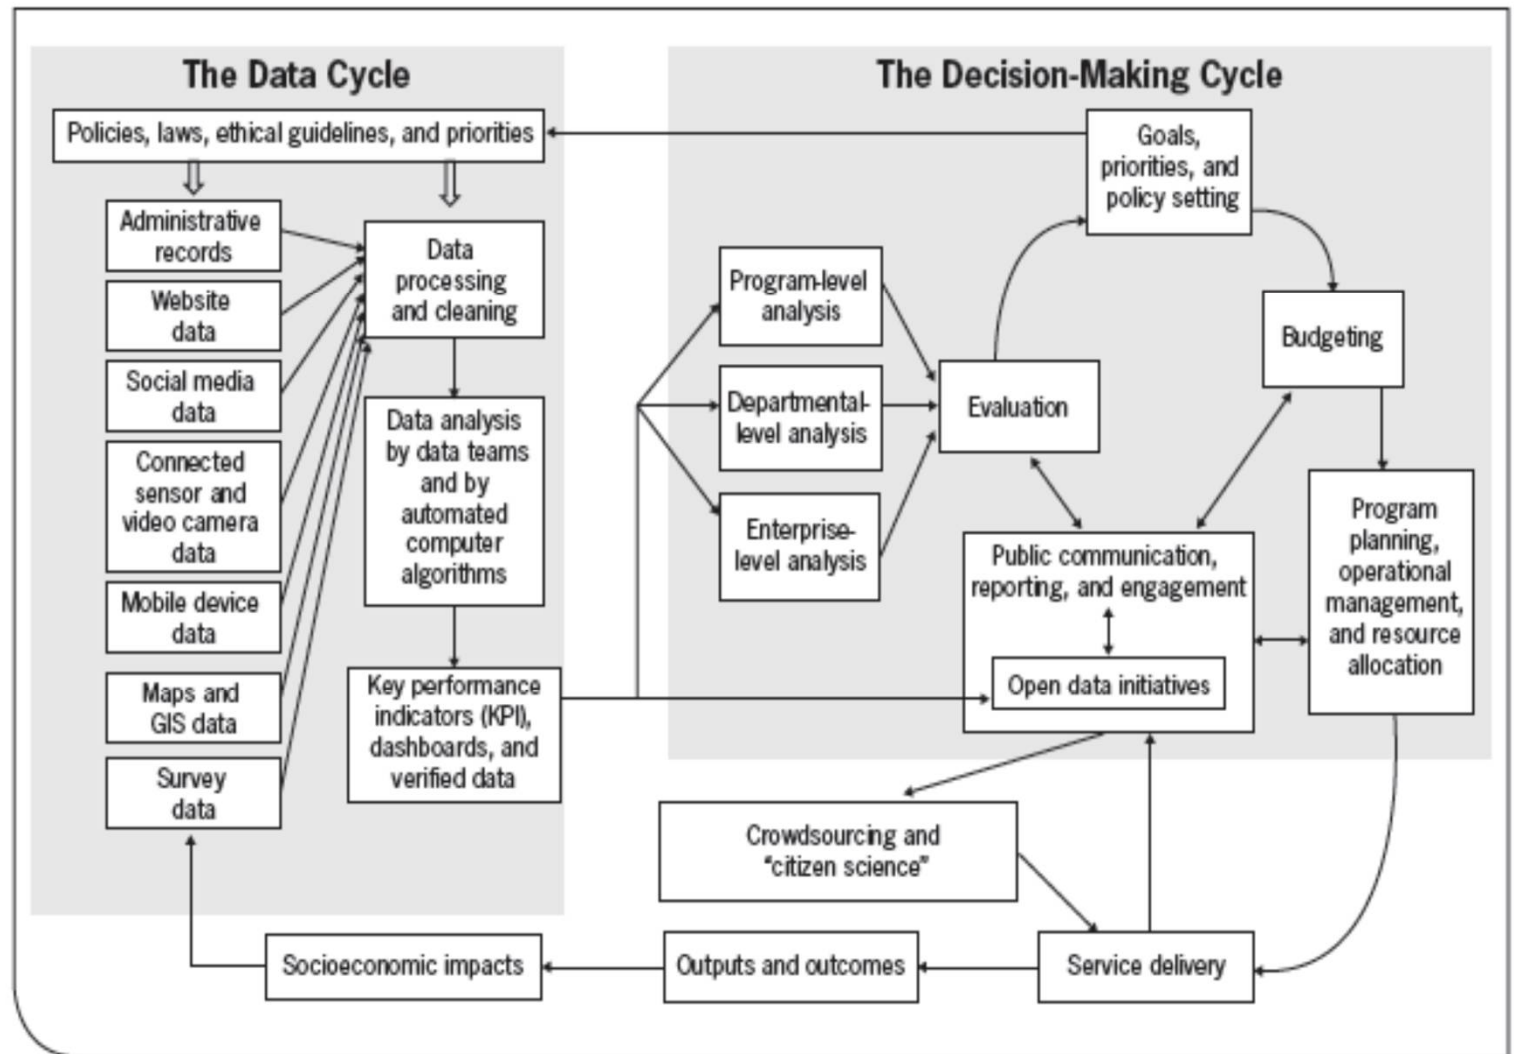 The Data Cycle
Policies, laws, ethical guidelines, and priorities
Administrative
records
Website
data
Social media
data
Connected
sensor and
video camera
data
Mobile device
data
Maps and
GIS data
Survey
data
Data
processing
and cleaning
Data analysis
by data teams
and by
automated
computer
algorithms
Key performance
indicators (KPI),
dashboards, and
verified data
The Decision-Making Cycle
Goals,
priorities, and
policy setting
Program-level
analysis
Departmental-
level analysis
Enterprise-
level analysis
Evaluation
Budgeting
Public communication,
reporting, and engagement
Open data initiatives
Program
planning,
operational
management,
and resource
allocation
Crowdsourcing and
“citizen science”
Socioeconomic impacts
Outputs and outcomes
Service delivery